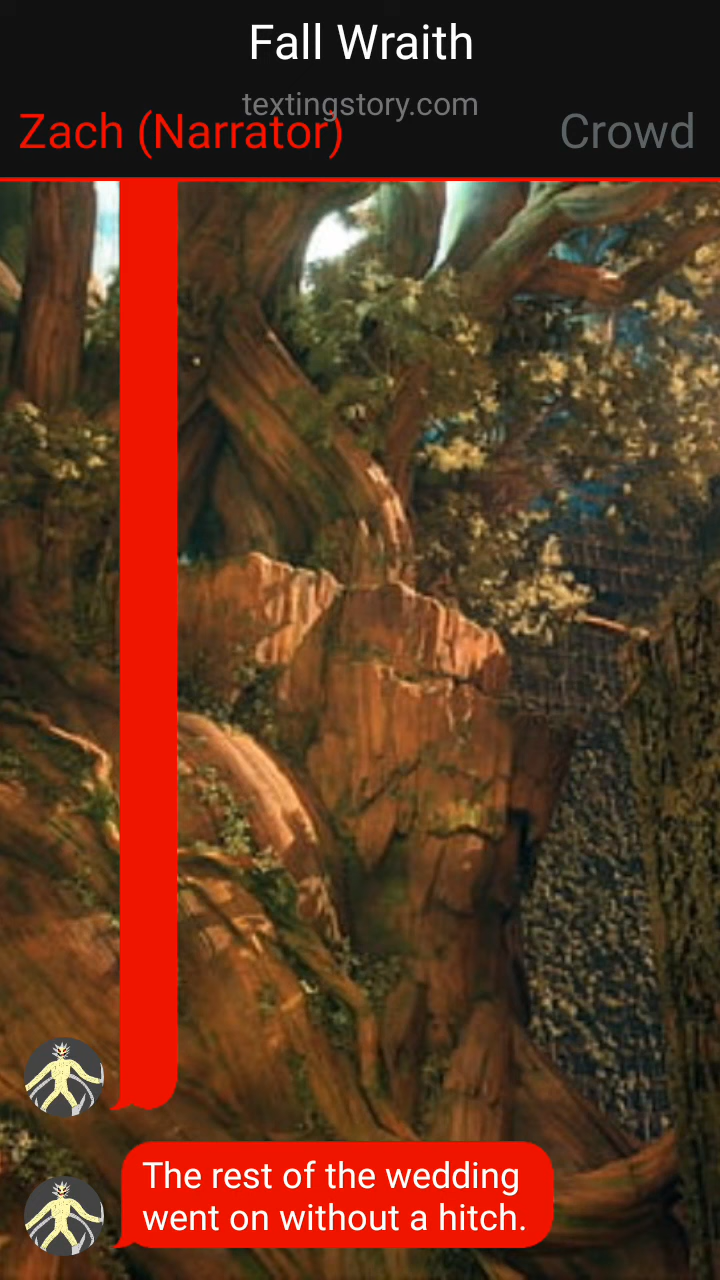 Fall Wraith
textingstory.com
Zach (Narrator)
Crowd
The rest of the wedding
went on without a hitch.